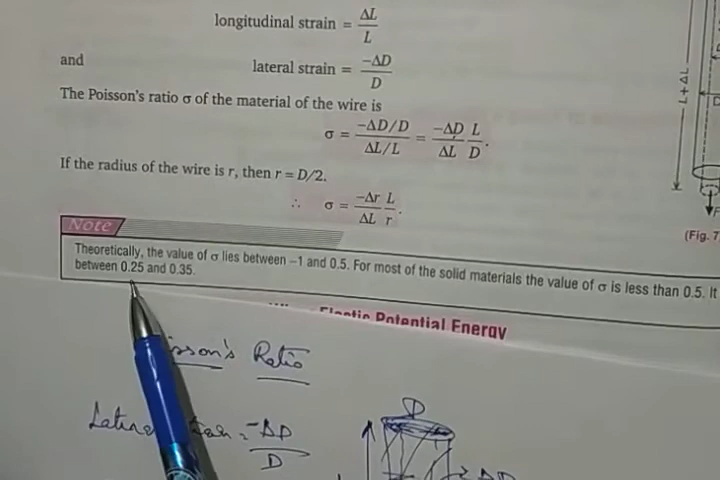 longitudinal strain = ΔL/L
and
lateral strain = −ΔD/D
The Poisson's ratio σ of the material of the wire is
σ = −ΔD/D / ΔL/L = −ΔD/ΔL L/D.
If the radius of the wire is r, then r = D/2.
∴ σ = −Δr/ΔL L/r.
L + ΔL
D
F
(Fig. 7
Note
Theoretically, the value of σ lies between −1 and 0.5. For most of the solid materials the value of σ is less than 0.5. It
between 0.25 and 0.35.
Elastic Potential Energy
sson's Ratio
D
−ΔD/D
ΔD